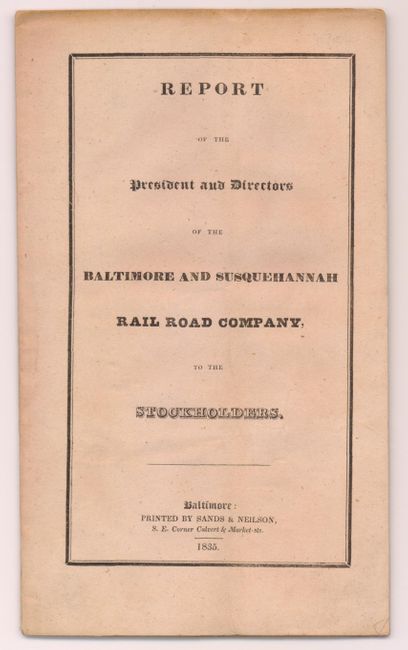 REPORT
OF THE
President and Directors
OF THE
BALTIMORE AND SUSQUEHANNAH
RAIL ROAD COMPANY,
TO THE
STOCKHOLDERS.
Baltimore:
PRINTED BY SANDS & NEILSON,
S. E. Corner Calvert & Market-sts.
1835.